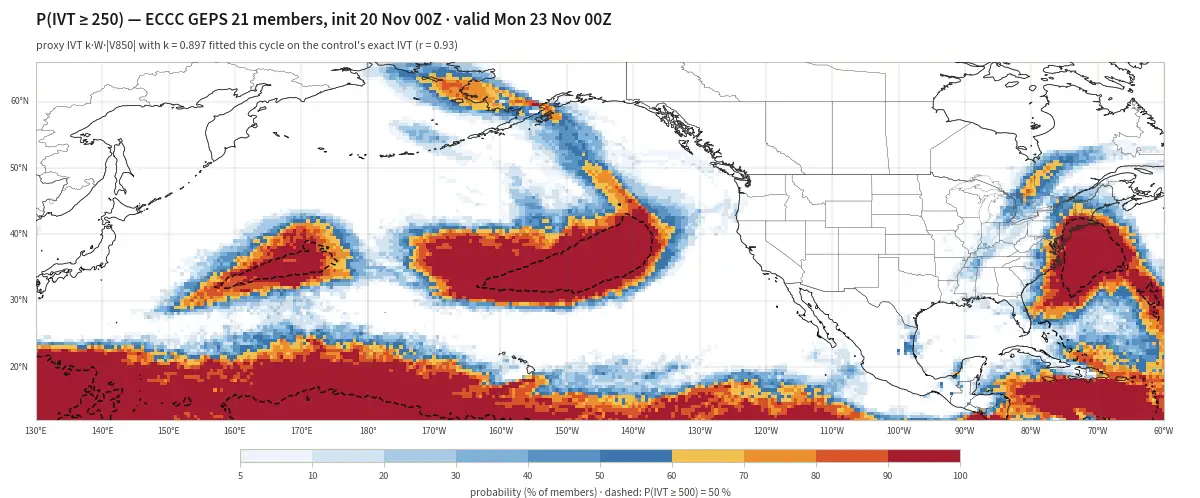 P(IVT ≥ 250) — ECCC GEPS 21 members, init 20 Nov 00Z · valid Mon 23 Nov 00Z
proxy IVT k·W·|V850| with k = 0.897 fitted this cycle on the control's exact IVT (r = 0.93)
60°N
50°N
40°N
30°N
20°N
130°E 140°E 150°E 160°E 170°E 180° 170°W 160°W 150°W 140°W 130°W 120°W 110°W 100°W 90°W 80°W 70°W 60°W
5 10 20 30 40 50 60 70 80 90 100
probability (% of members) · dashed: P(IVT ≥ 500) = 50 %